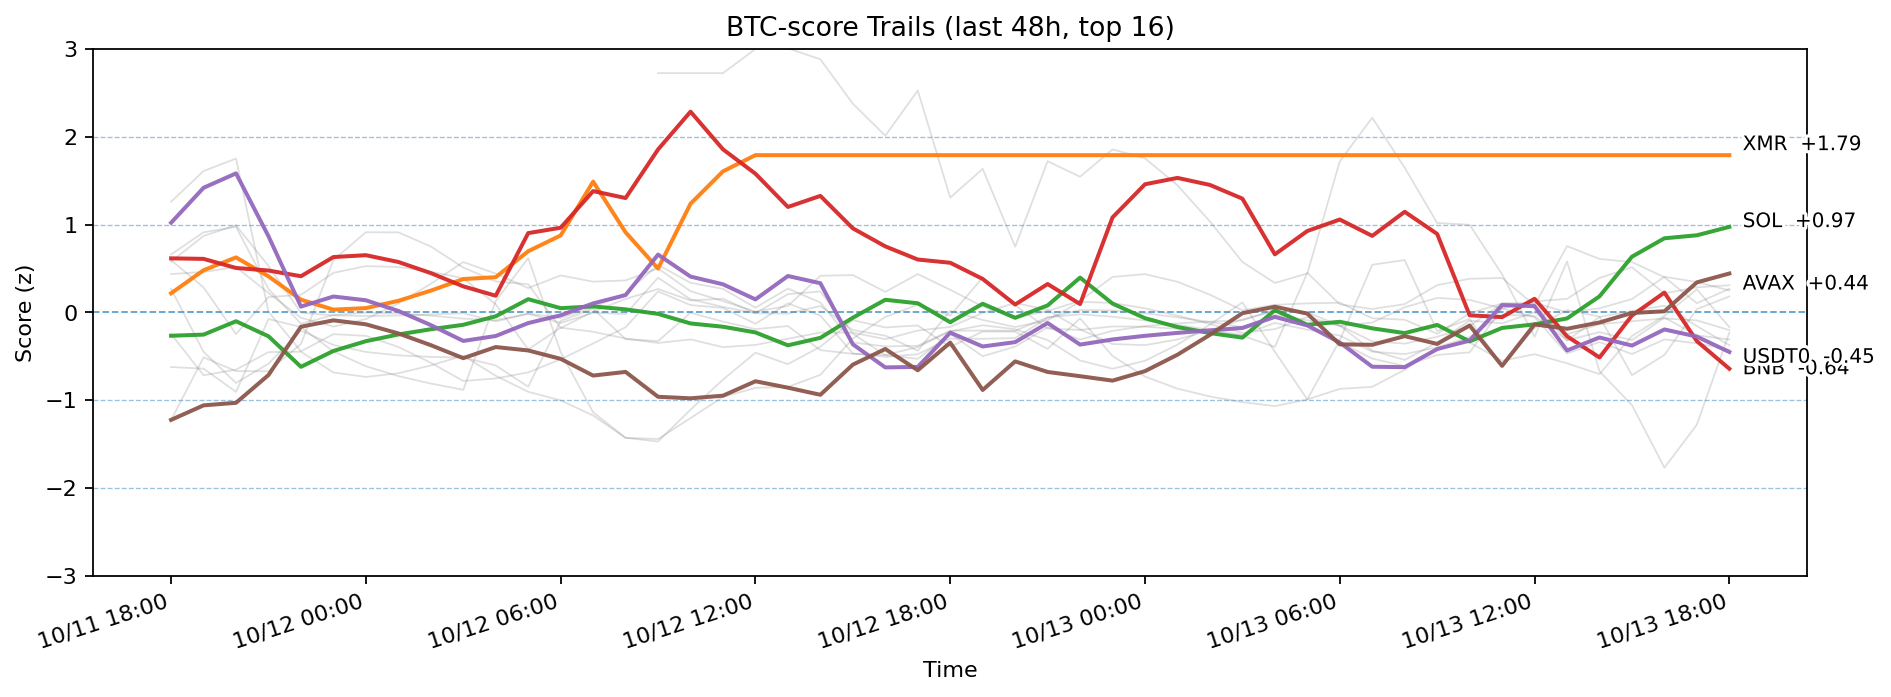 BTC-score Trails (last 48h, top 16)
Score (z)
3
2
1
0
−1
−2
−3
XMR +1.79
SOL +0.97
AVAX +0.44
USDT0 -0.45
BNB -0.64
10/11 18:00
10/12 00:00
10/12 06:00
10/12 12:00
10/12 18:00
10/13 00:00
10/13 06:00
10/13 12:00
10/13 18:00
Time